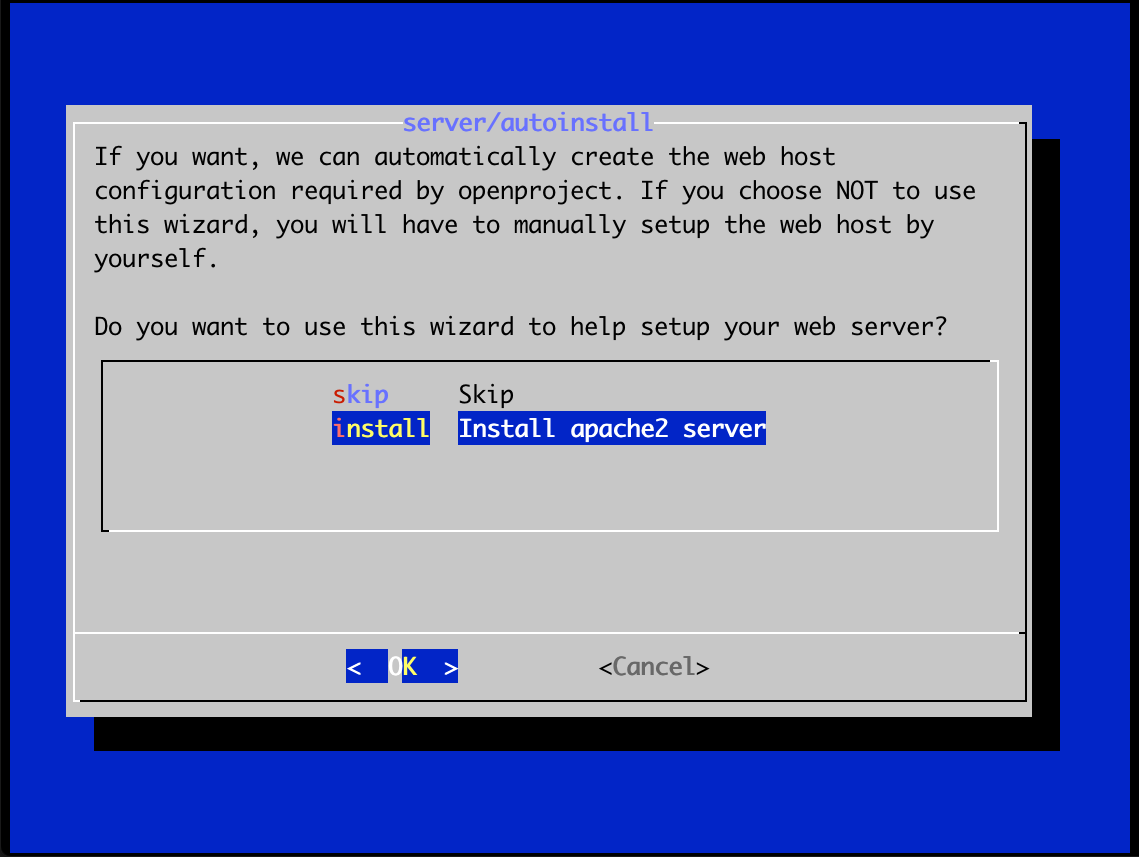 server/autoinstall
If you want, we can automatically create the web host
configuration required by openproject. If you choose NOT to use
this wizard, you will have to manually setup the web host by
yourself.
Do you want to use this wizard to help setup your web server?
skip Skip
install Install apache2 server
< OK > <Cancel>